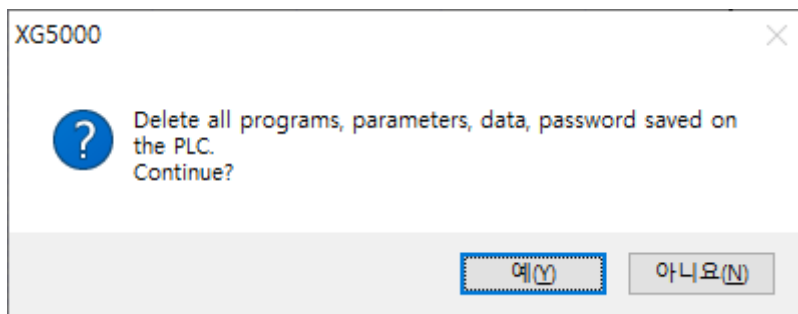 XG5000
Delete all programs, parameters, data, password saved on
the PLC.
Continue?
예(Y)
아니요(N)